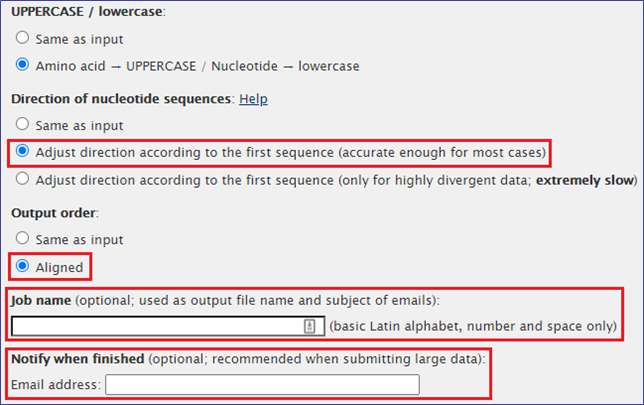 UPPERCASE / lowercase:
Same as input
Amino acid → UPPERCASE / Nucleotide → lowercase
Direction of nucleotide sequences: Help
Same as input
Adjust direction according to the first sequence (accurate enough for most cases)
Adjust direction according to the first sequence (only for highly divergent data; extremely slow)
Output order:
Same as input
Aligned
Job name (optional; used as output file name and subject of emails):
(basic Latin alphabet, number and space only)
Notify when finished (optional; recommended when submitting large data):
Email address: